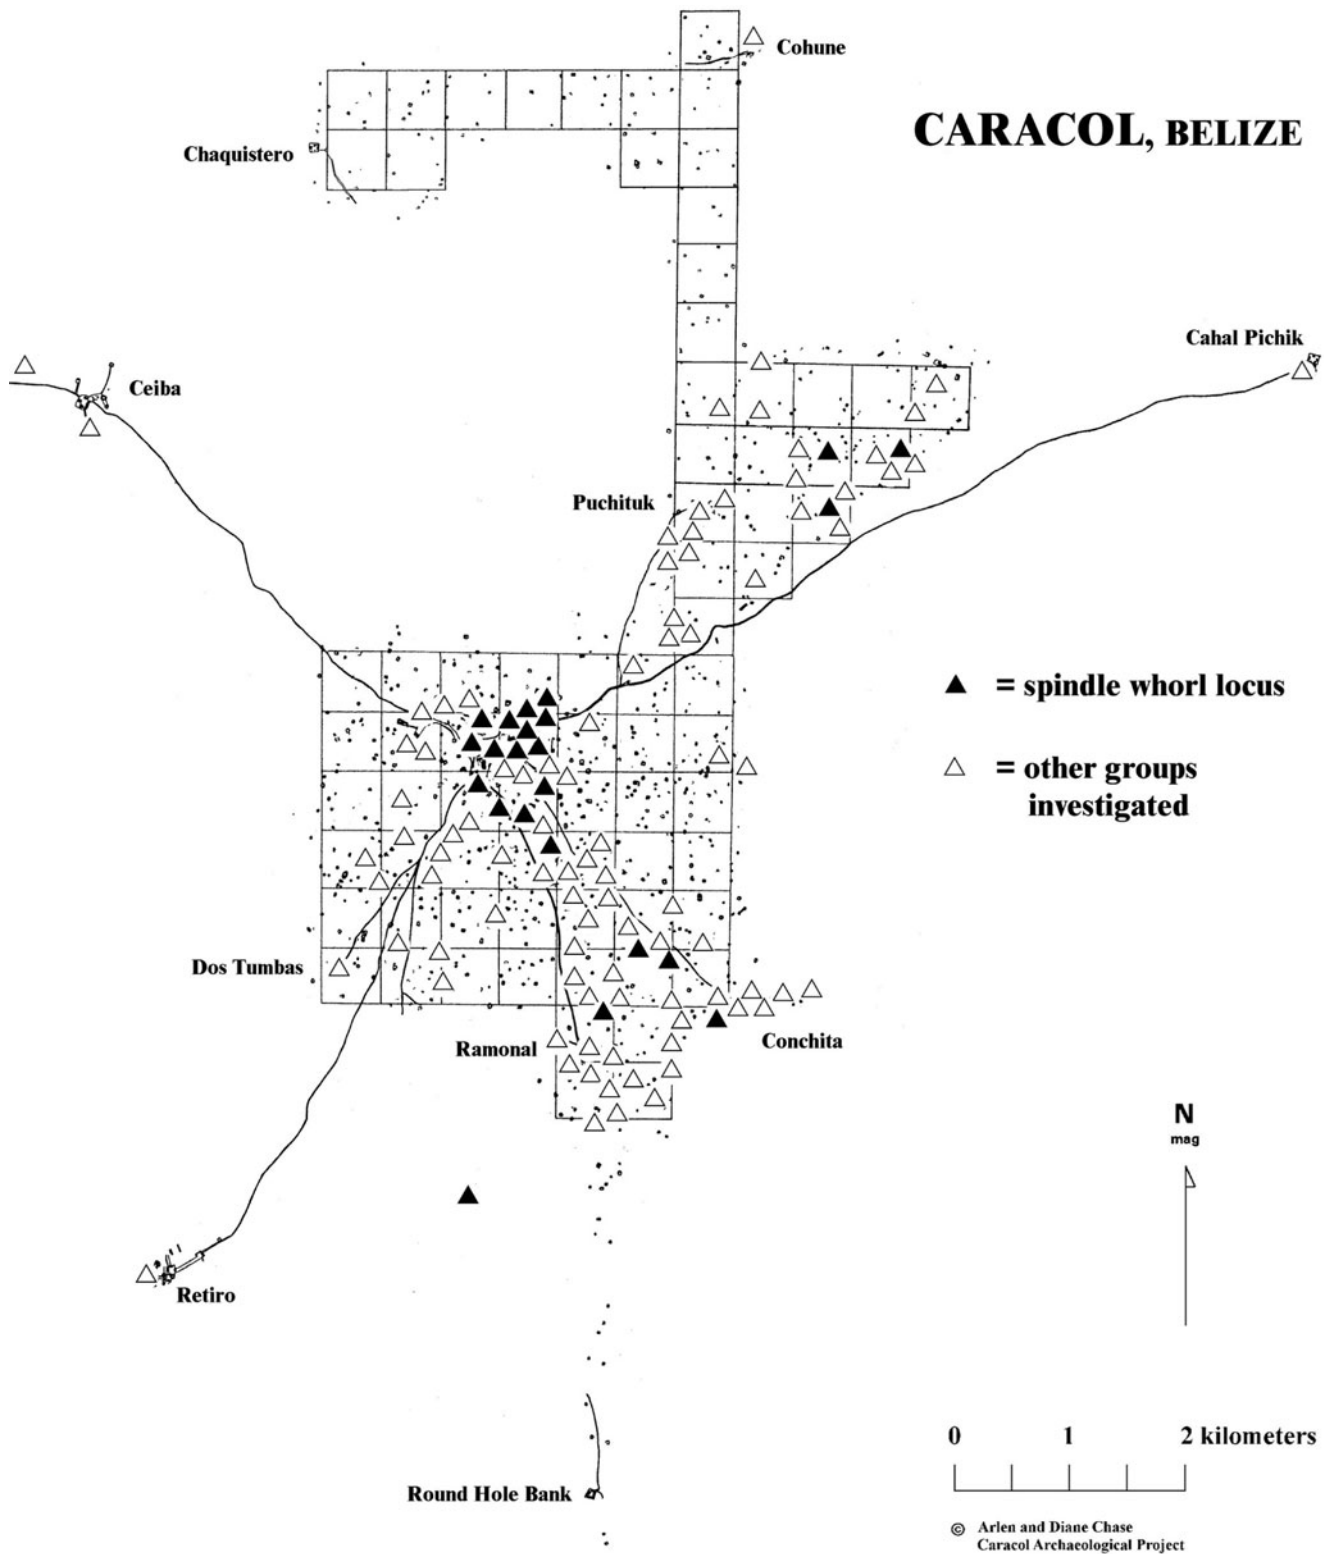 Cohune
CARACOL, BELIZE
Chaquistero
Cahal Pichik
Ceiba
Puchituk
▲ = spindle whorl locus
△ = other groups
investigated
Dos Tumbas
Ramonal
Conchita
N
mag
Retiro
0 1 2 kilometers
Round Hole Bank
© Arlen and Diane Chase
Caracol Archaeological Project